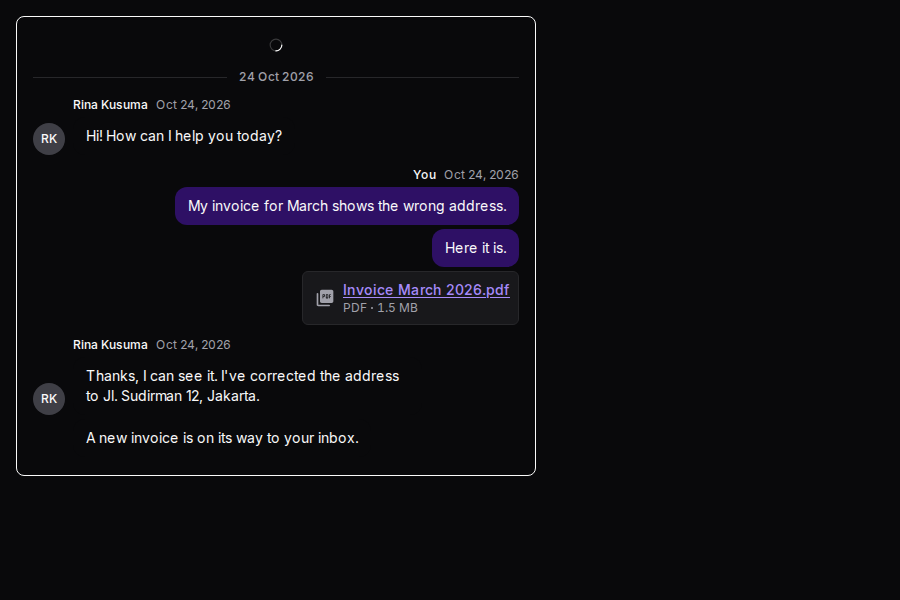 24 Oct 2026
Rina Kusuma Oct 24, 2026
RK
Hi! How can I help you today?
You Oct 24, 2026
My invoice for March shows the wrong address.
Here it is.
PDF
Invoice March 2026.pdf
PDF · 1.5 MB
Rina Kusuma Oct 24, 2026
RK
Thanks, I can see it. I've corrected the address
to Jl. Sudirman 12, Jakarta.
A new invoice is on its way to your inbox.